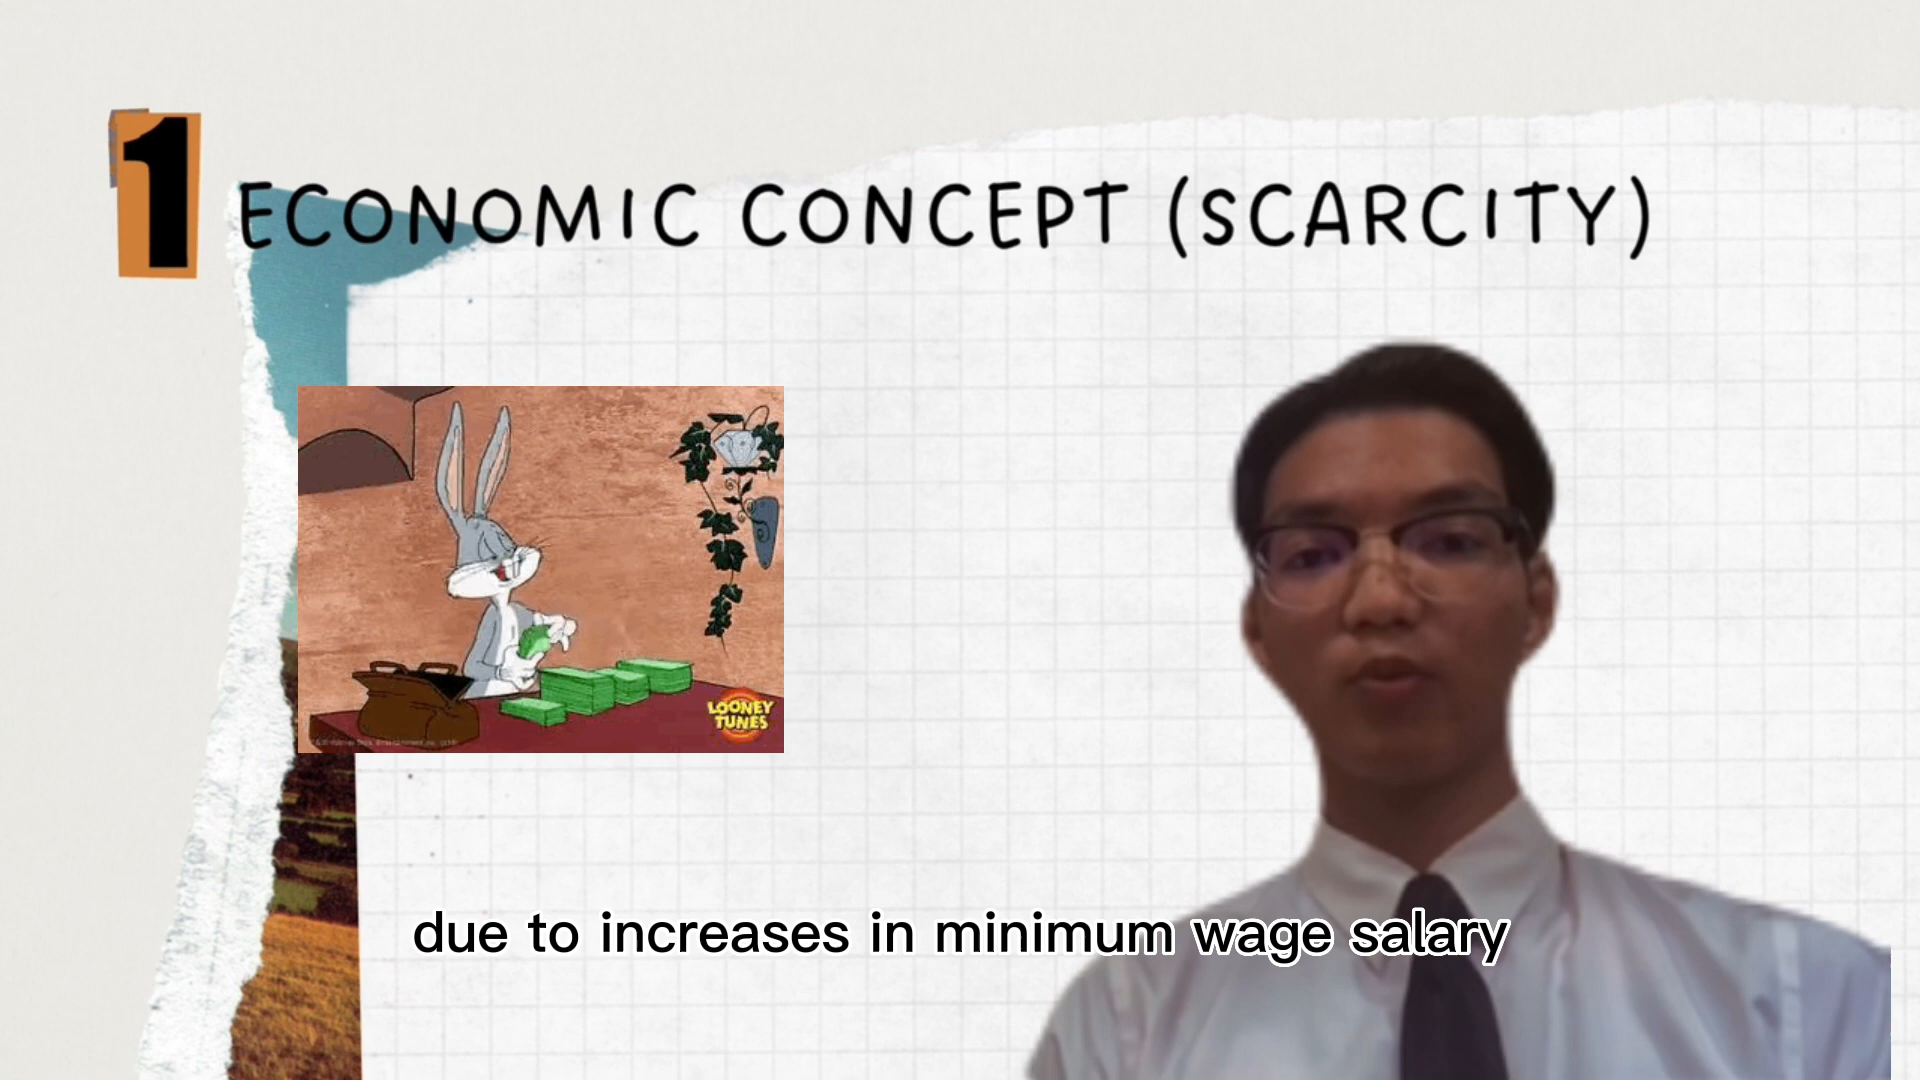 1
ECONOMIC CONCEPT (SCARCITY)
LOONEY
TUNES
due to increases in minimum wage salary